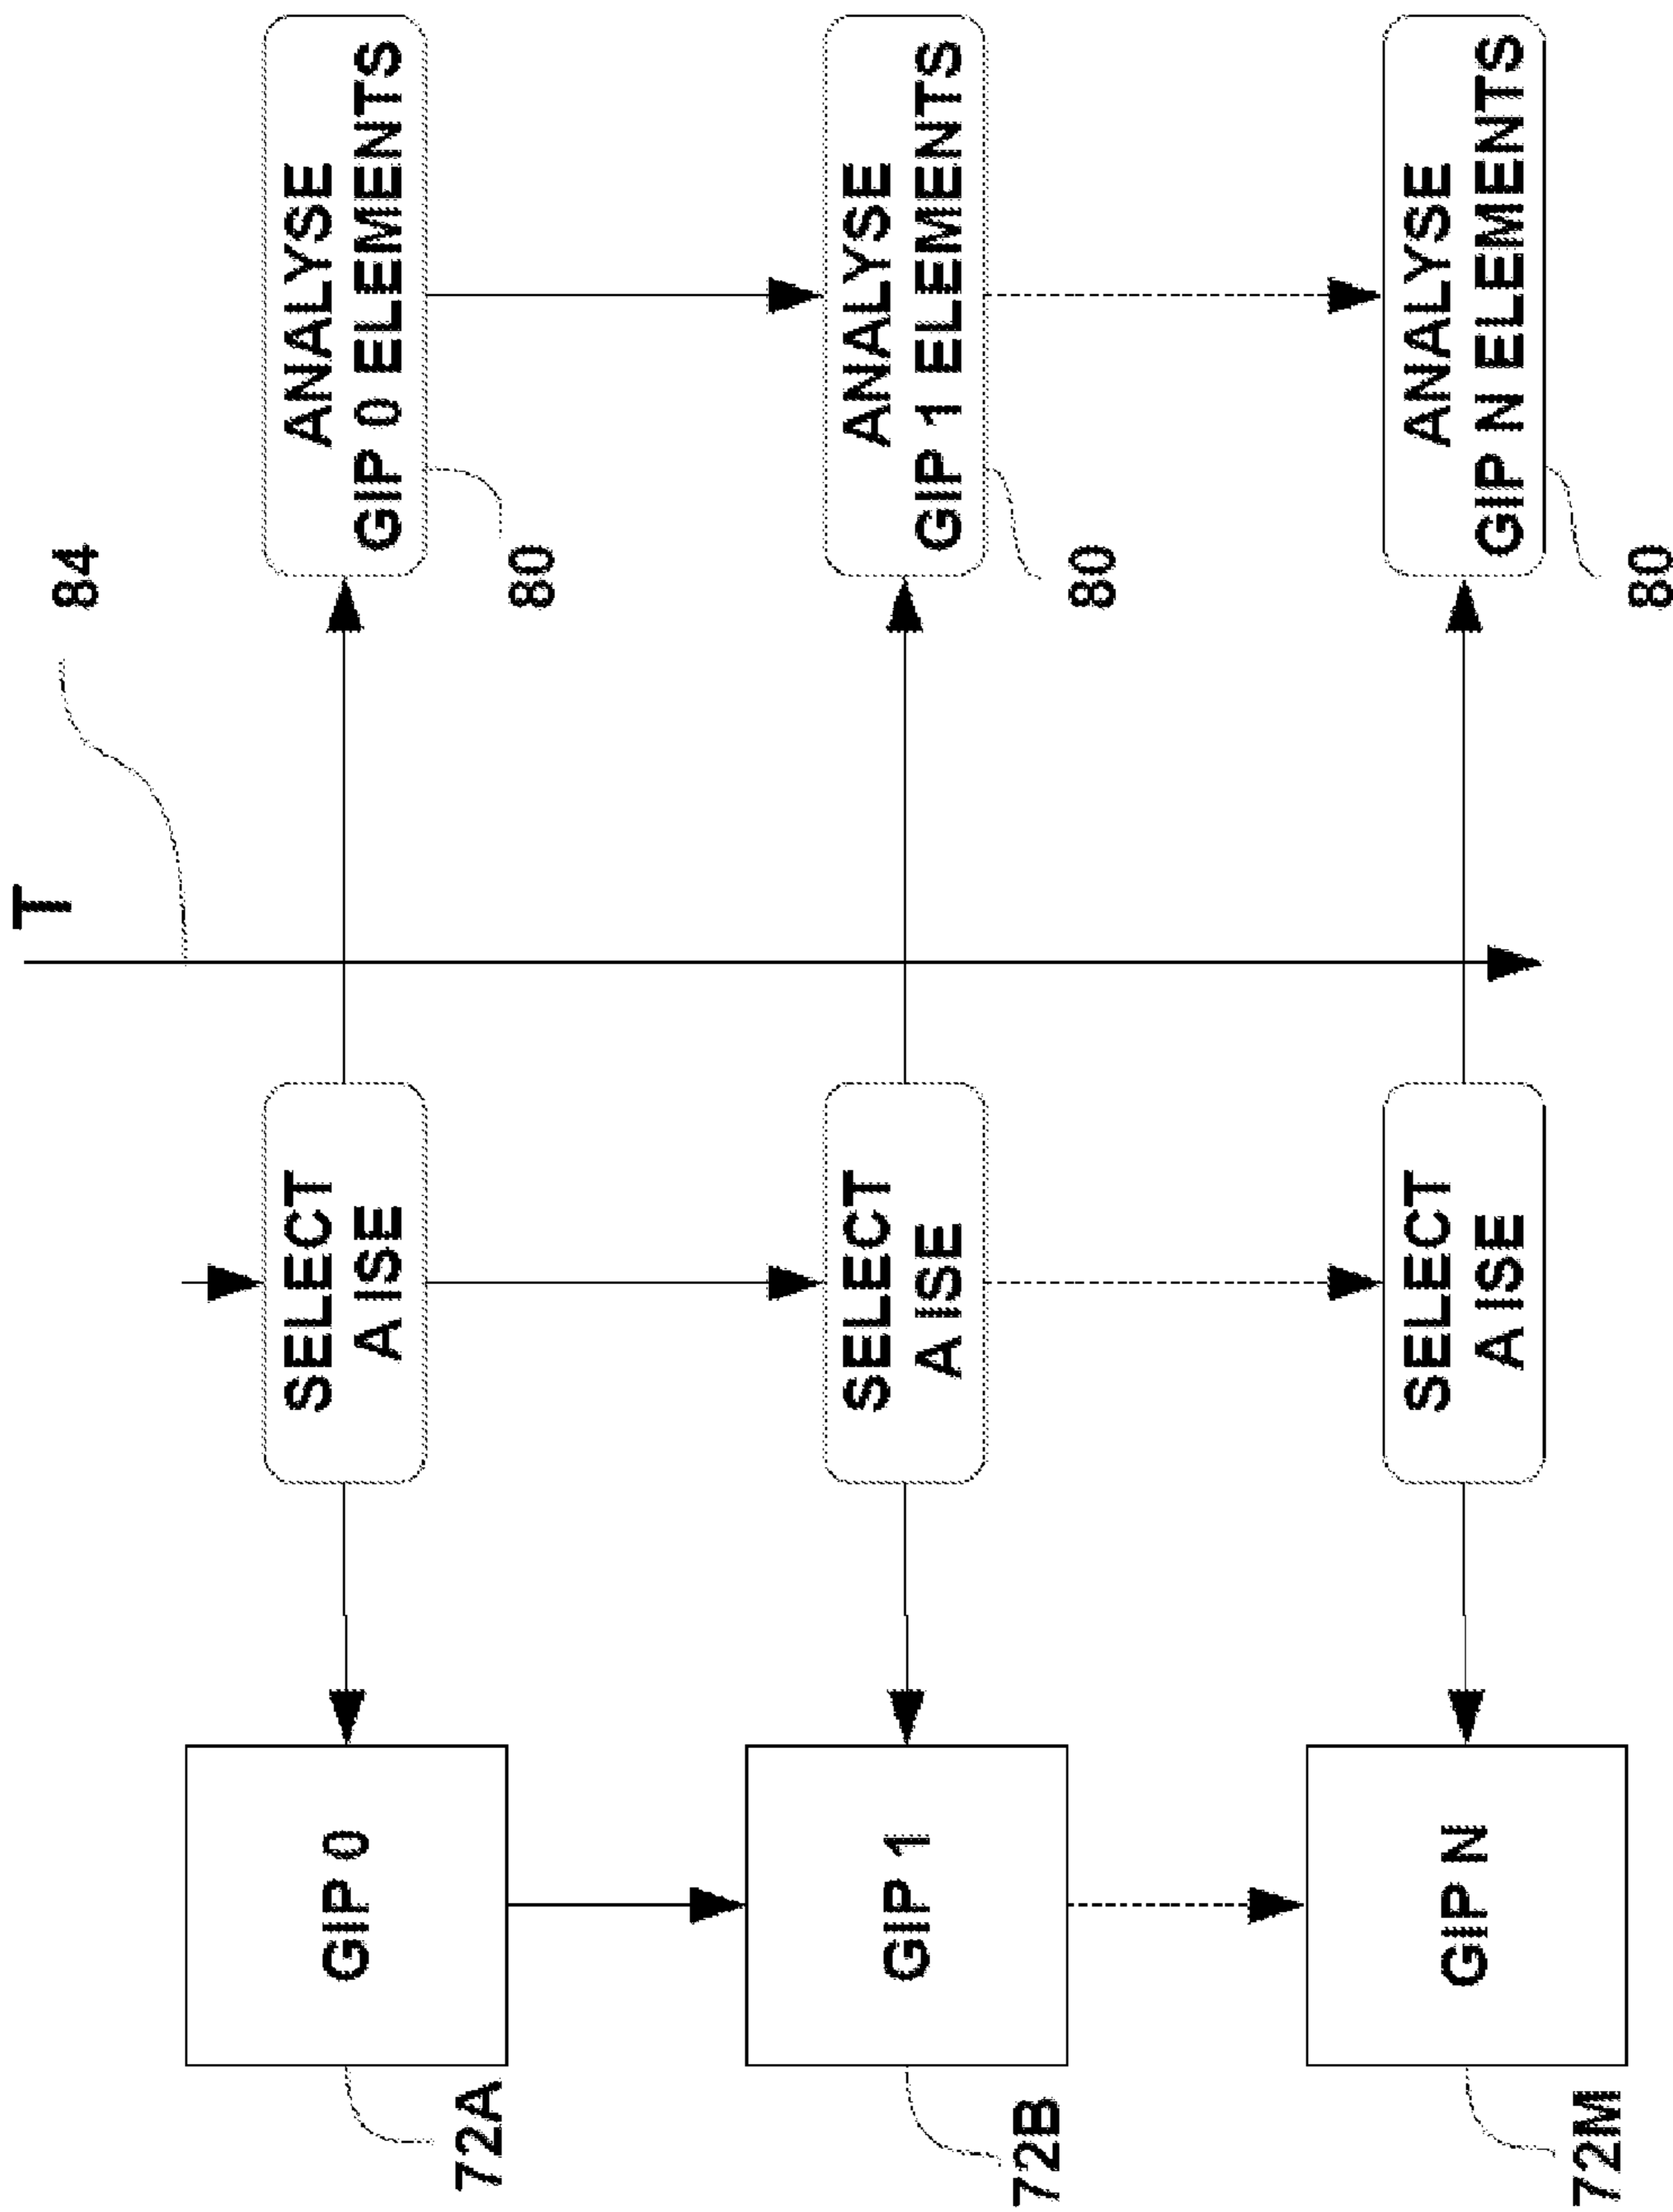 T
84
GIP 0
72A
SELECT
A ISE
ANALYSE
GIP 0 ELEMENTS
80
GIP 1
72B
SELECT
A ISE
ANALYSE
GIP 1 ELEMENTS
80
GIP N
72M
SELECT
A ISE
ANALYSE
GIP N ELEMENTS
80